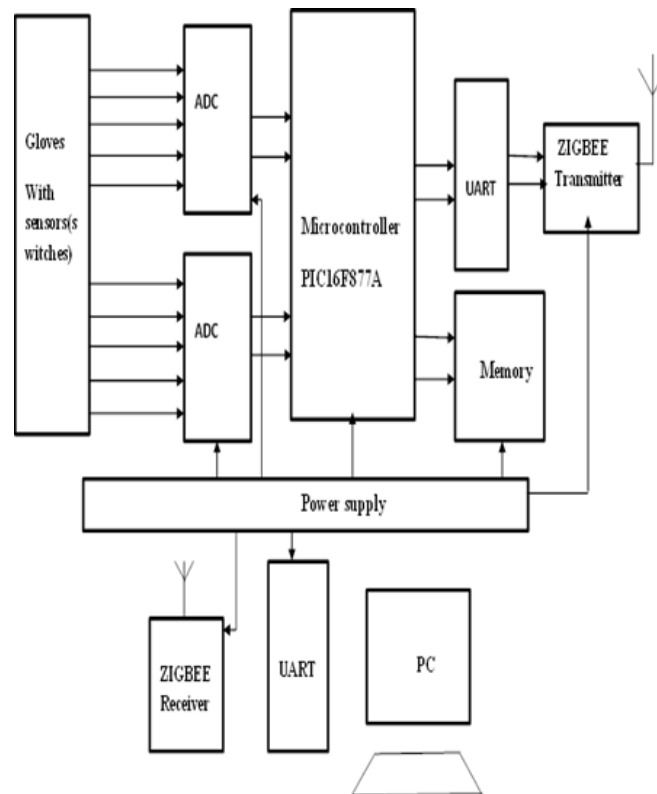 Gloves
With
sensors(s
witches)
ADC
ADC
Microcontroller
PIC16F877A
UART
ZIGBEE
Transmitter
Memory
Power supply
ZIGBEE
Receiver
UART
PC